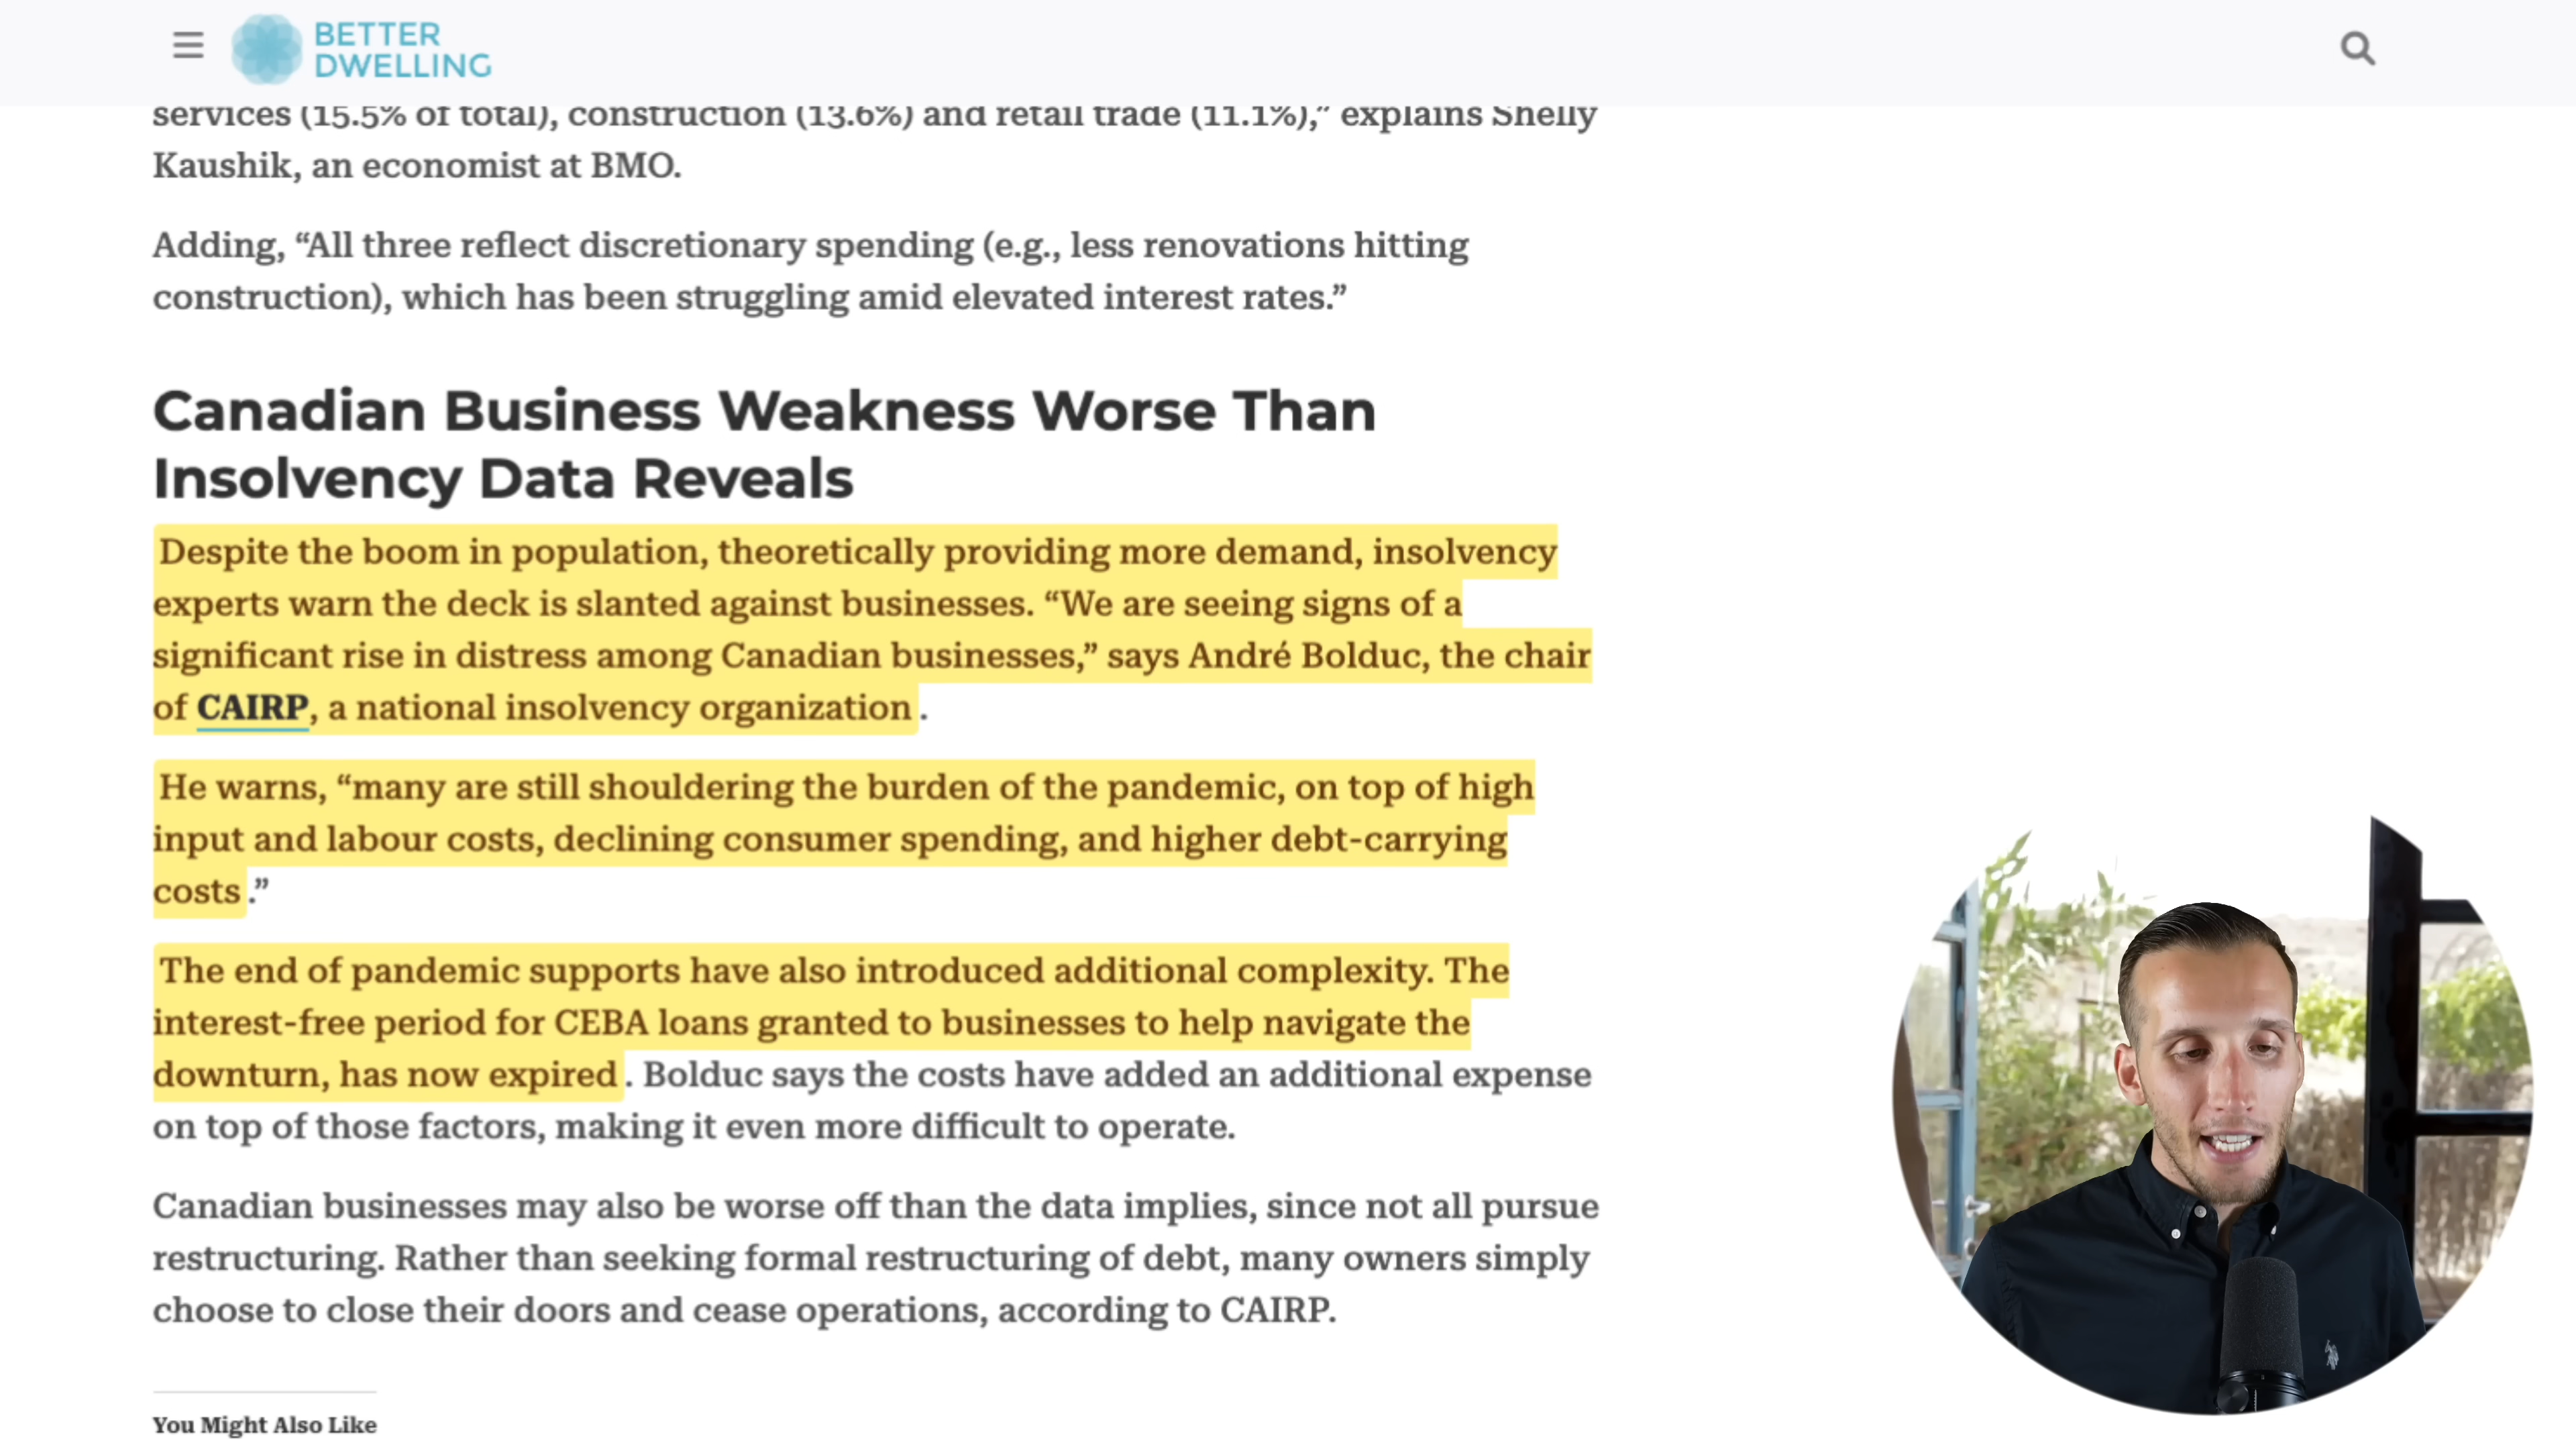 BETTER
DWELLING
services (15.5% of total), construction (13.6%) and retail trade (11.1%),” explains Shelly
Kaushik, an economist at BMO.
Adding, “All three reflect discretionary spending (e.g., less renovations hitting
construction), which has been struggling amid elevated interest rates.”
Canadian Business Weakness Worse Than
Insolvency Data Reveals
Despite the boom in population, theoretically providing more demand, insolvency
experts warn the deck is slanted against businesses. “We are seeing signs of a
significant rise in distress among Canadian businesses,” says André Bolduc, the chair
of CAIRP, a national insolvency organization.
He warns, “many are still shouldering the burden of the pandemic, on top of high
input and labour costs, declining consumer spending, and higher debt-carrying
costs.”
The end of pandemic supports have also introduced additional complexity. The
interest-free period for CEBA loans granted to businesses to help navigate the
downturn, has now expired. Bolduc says the costs have added an additional expense
on top of those factors, making it even more difficult to operate.
Canadian businesses may also be worse off than the data implies, since not all pursue
restructuring. Rather than seeking formal restructuring of debt, many owners simply
choose to close their doors and cease operations, according to CAIRP.
You Might Also Like